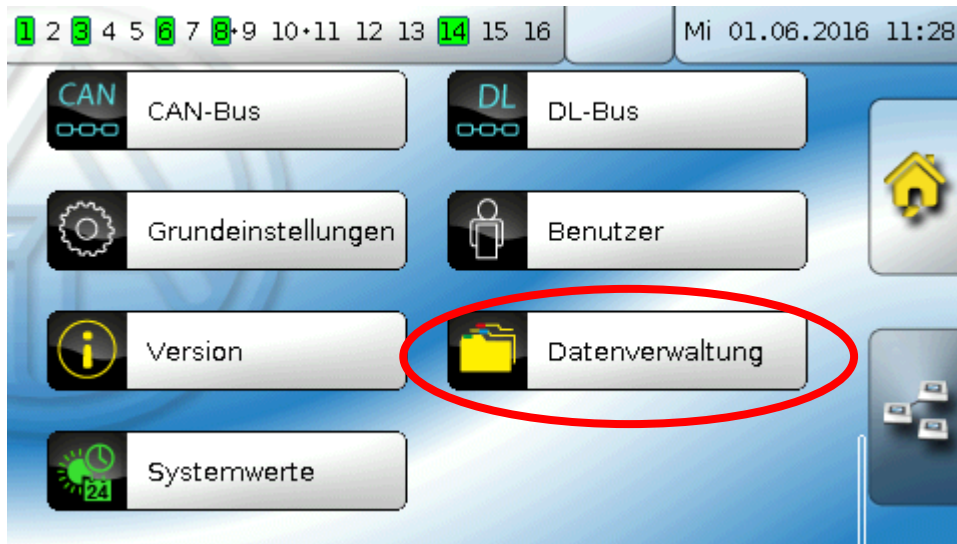 1 2 3 4 5 6 7 8+9 10+11 12 13 14 15 16 Mi 01.06.2016 11:28
CAN CAN-Bus
DL DL-Bus
Grundeinstellungen
Benutzer
Version
Datenverwaltung
24 Systemwerte